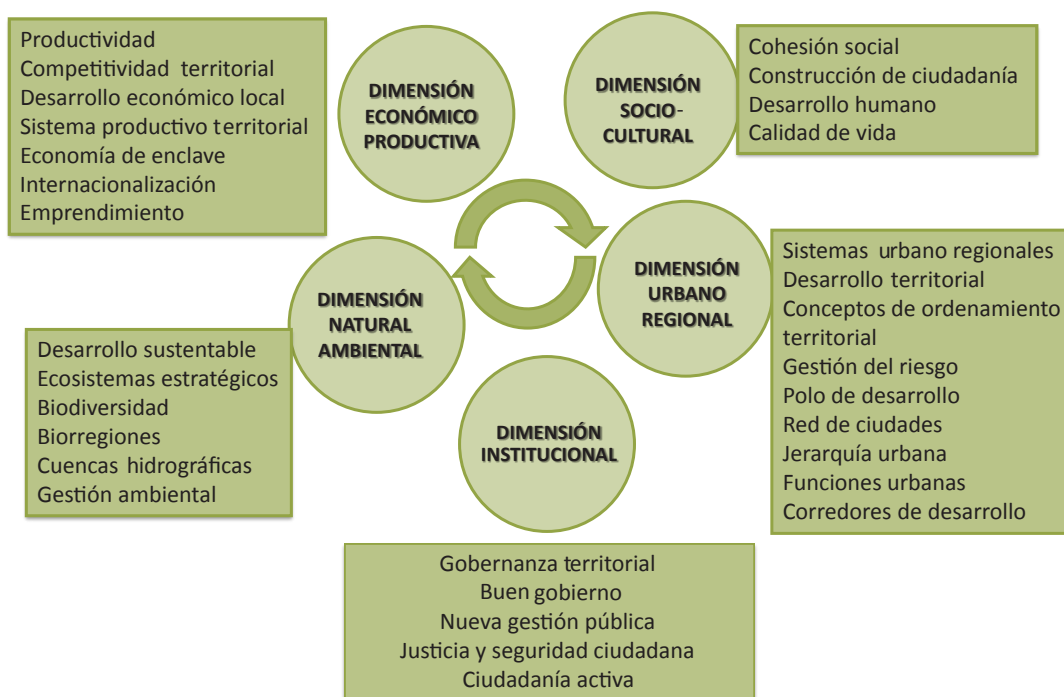 Productividad
Competitividad territorial
Desarrollo económico local
Sistema productivo territorial
Economía de enclave
Internacionalización
Emprendimiento
DIMENSIÓN
ECONÓMICO
PRODUCTIVA
DIMENSIÓN
SOCIO-
CULTURAL
Cohesión social
Construcción de ciudadanía
Desarrollo humano
Calidad de vida
DIMENSIÓN
NATURAL
AMBIENTAL
Desarrollo sustentable
Ecosistemas estratégicos
Biodiversidad
Biorregiones
Cuencas hidrográficas
Gestión ambiental
DIMENSIÓN
URBANO
REGIONAL
Sistemas urbano regionales
Desarrollo territorial
Conceptos de ordenamiento
territorial
Gestión del riesgo
Polo de desarrollo
Red de ciudades
Jerarquía urbana
Funciones urbanas
Corredores de desarrollo
DIMENSIÓN
INSTITUCIONAL
Gobernanza territorial
Buen gobierno
Nueva gestión pública
Justicia y seguridad ciudadana
Ciudadanía activa